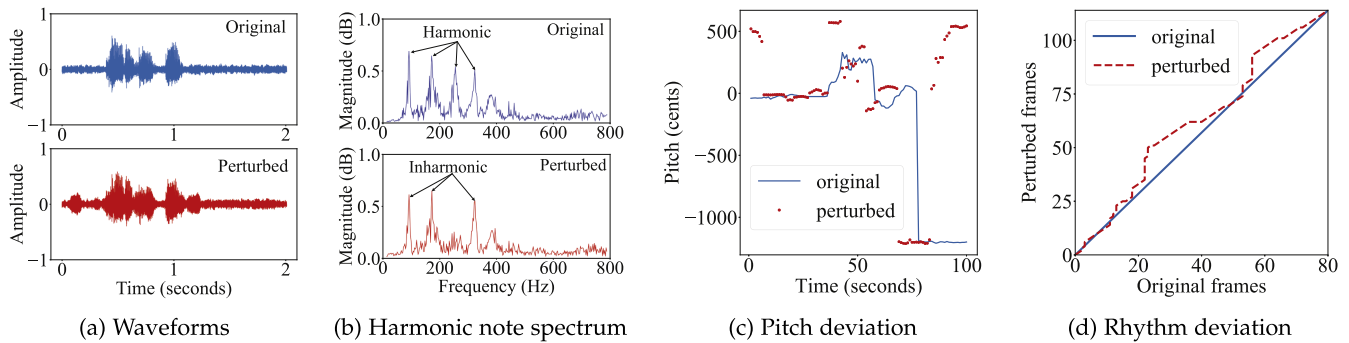 Original
Amplitude
1
0
−1
0
1
2
Perturbed
Amplitude
1
0
−1
0
1
2
Time (seconds)
(a) Waveforms
Original
Harmonic
Magnitude (dB)
1.0
0.5
0.0
0
200
400
600
800
Perturbed
Inharmonic
Magnitude (dB)
1.0
0.5
0.0
0
200
400
600
800
Frequency (Hz)
(b) Harmonic note spectrum
Pitch (cents)
500
0
−500
−1000
original
perturbed
0
50
100
Time (seconds)
(c) Pitch deviation
Perturbed frames
100
75
50
25
0
original
perturbed
0
20
40
60
80
Original frames
(d) Rhythm deviation